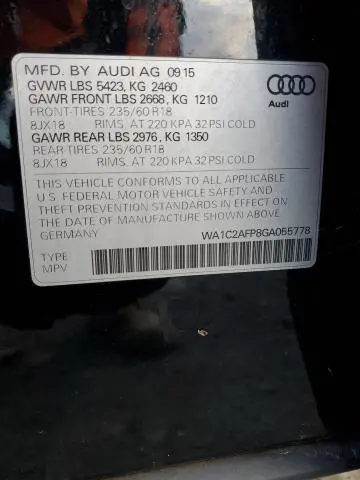 MFD. BY AUDI AG 09 15
GVWR LBS 5423, KG 2460
GAWR FRONT LBS 2668, KG 1210
FRONT-TIRES 235/60 R18
8JX18 RIMS, AT 220 KPA 32 PSI COLD
GAWR REAR LBS 2976, KG 1350
REAR-TIRES 235/60 R18
8JX18 RIMS, AT 220 KPA 32 PSI COLD
Audi
THIS VEHICLE CONFORMS TO ALL APPLICABLE
U. S. FEDERAL MOTOR VEHICLE SAFETY AND
THEFT PREVENTION STANDARDS IN EFFECT ON
THE DATE OF MANUFACTURE SHOWN ABOVE.
GERMANY WA1C2AFP8GA055778
TYPE
MPV